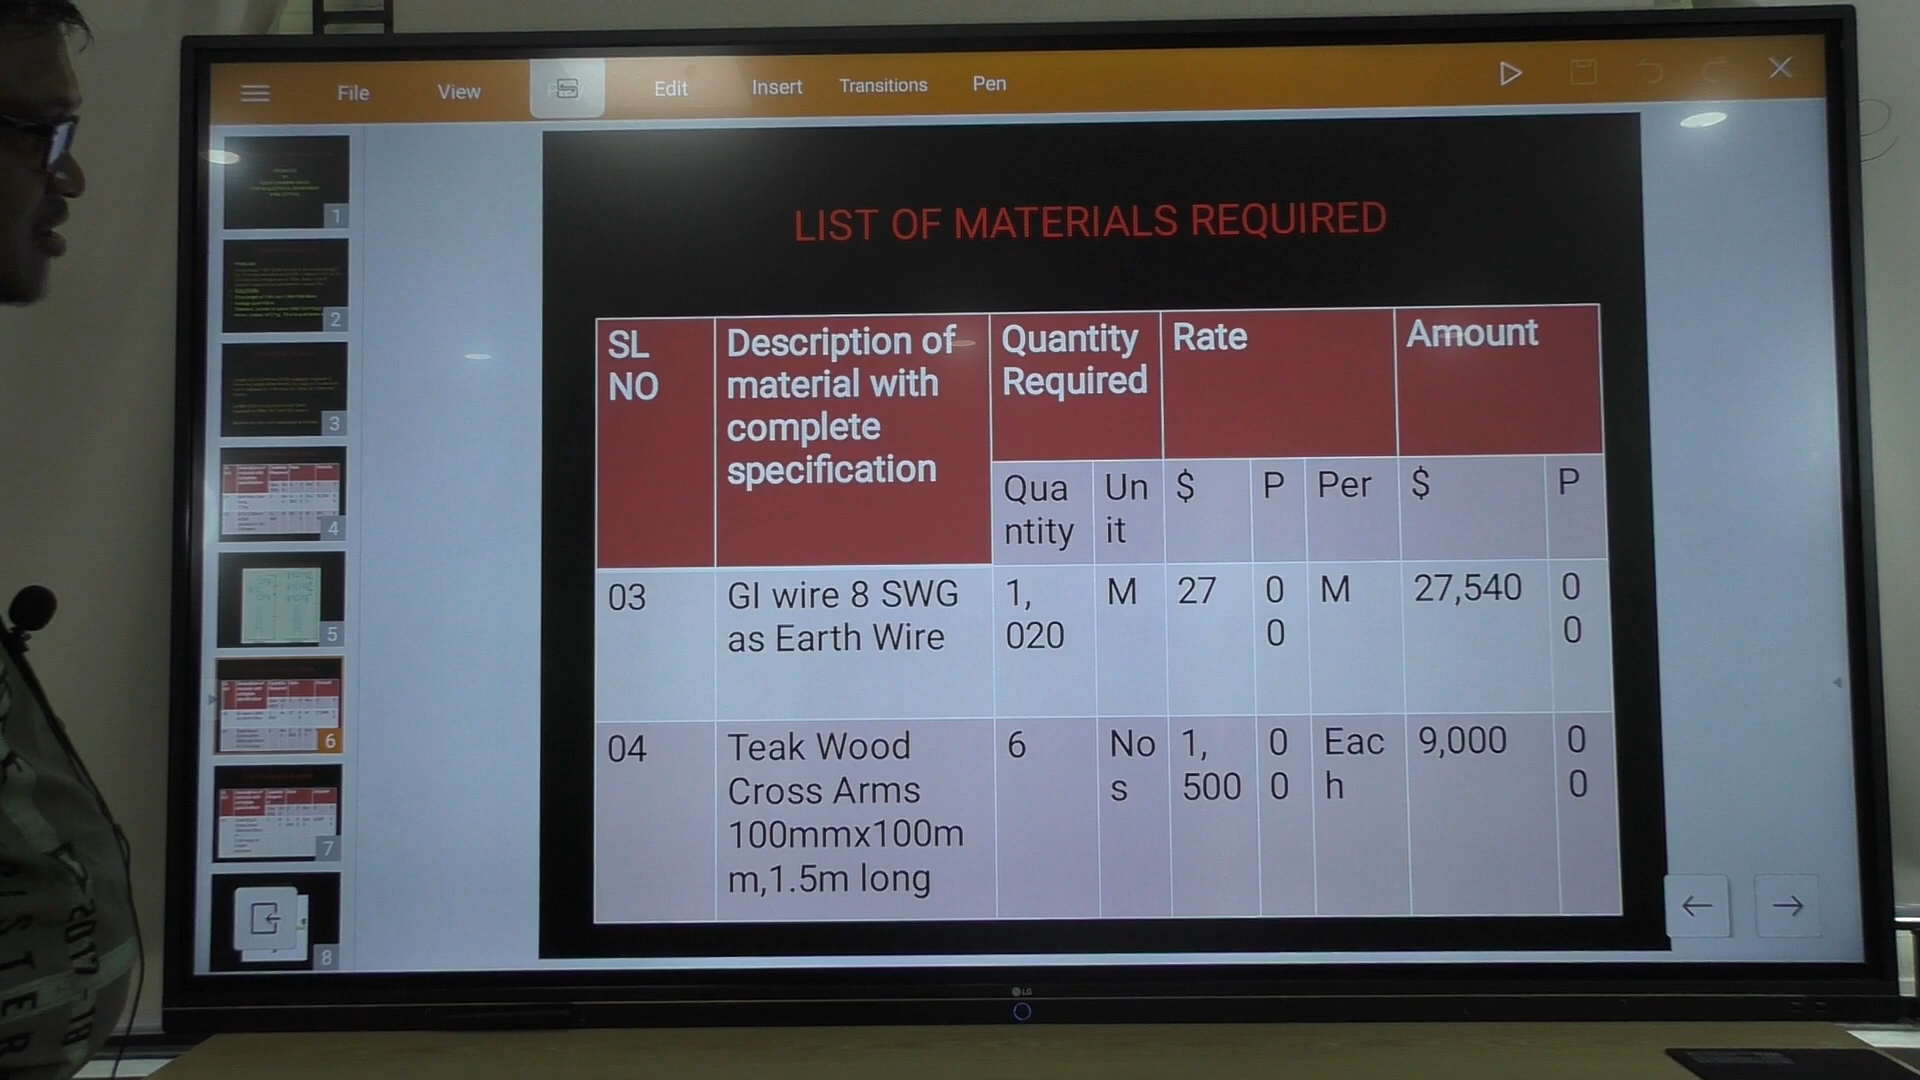 File View Edit Insert Transitions Pen
LIST OF MATERIALS REQUIRED
SL
NO
Description of
material with
complete
specification
Quantity
Required
Rate
Amount
Qua
ntity
Un
it
$
P
Per
$
P
03
GI wire 8 SWG
as Earth Wire
1,
020
M
27
0
0
M
27,540
0
0
04
Teak Wood
Cross Arms
100mmx100m
m,1.5m long
6
No
s
1,
500
0
0
Eac
h
9,000
0
0
1
2
3
4
5
6
7
8
LG
2017-18